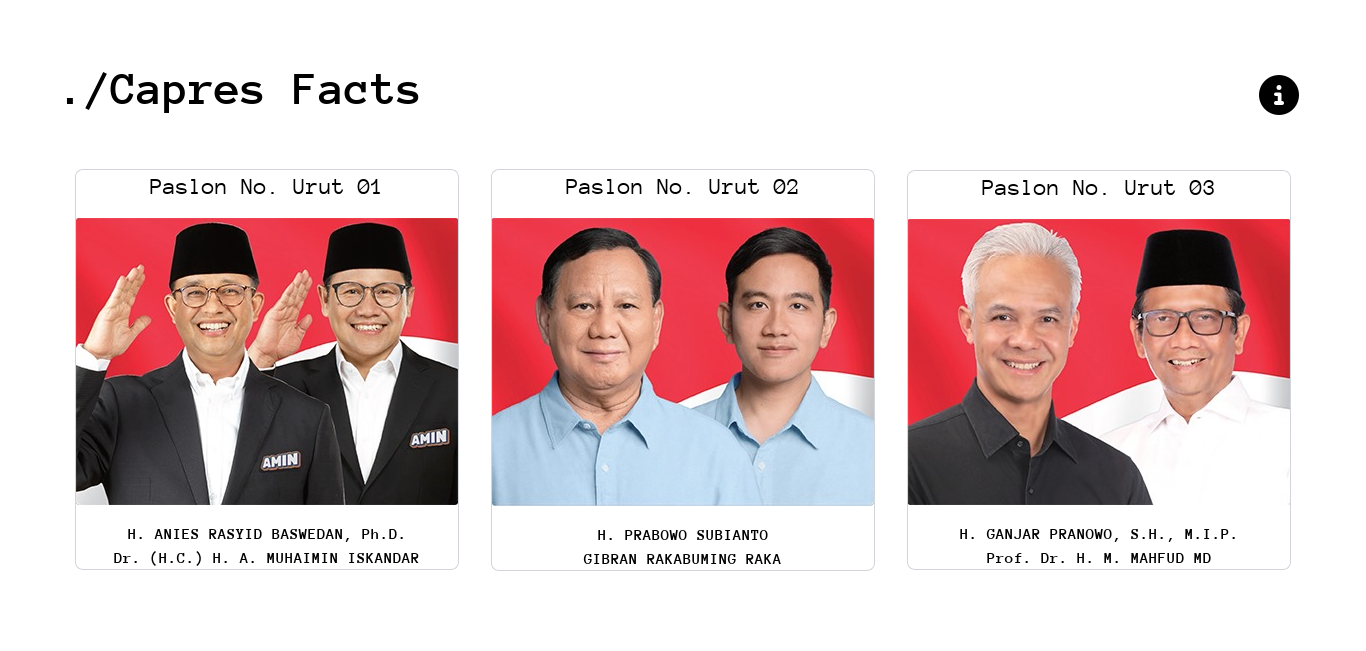 ./Capres Facts
Paslon No. Urut 01
AMIN
AMIN
H. ANIES RASYID BASWEDAN, Ph.D.
Dr. (H.C.) H. A. MUHAIMIN ISKANDAR
Paslon No. Urut 02
H. PRABOWO SUBIANTO
GIBRAN RAKABUMING RAKA
Paslon No. Urut 03
H. GANJAR PRANOWO, S.H., M.I.P.
Prof. Dr. H. M. MAHFUD MD